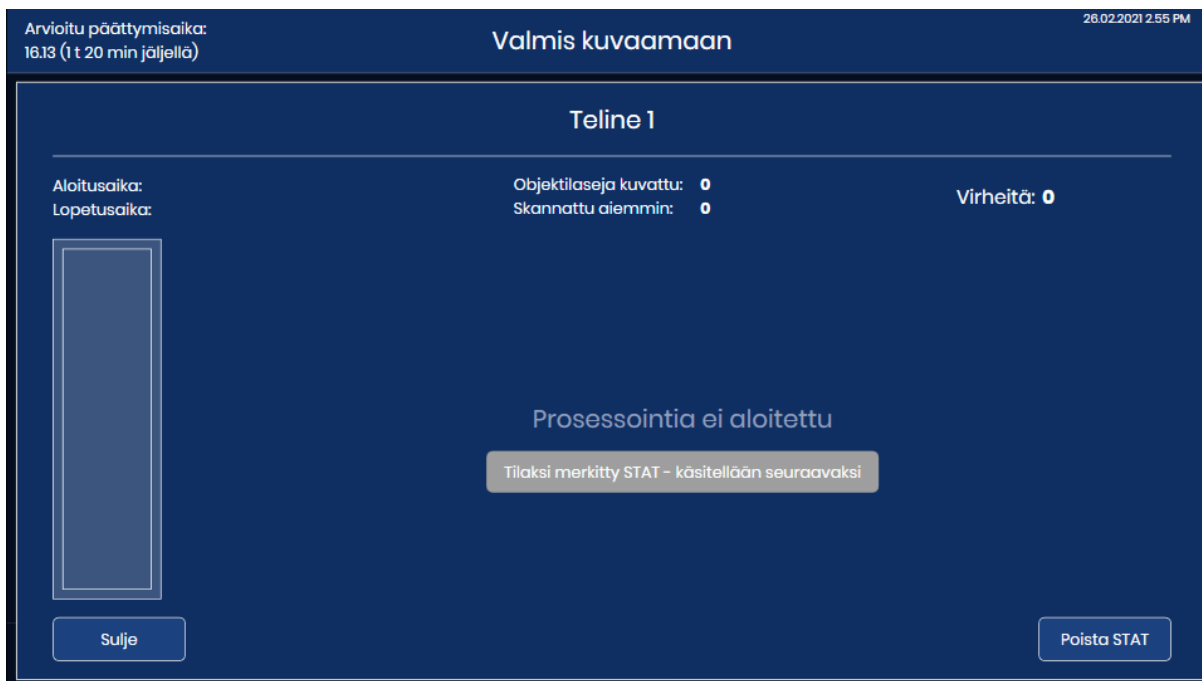 Arvioitu päättymisaika:
16.13 (1 t 20 min jäljellä)
Valmis kuvaamaan
26.02.2021 2.55 PM
Teline 1
Aloitusaika:
Lopetusaika:
Objektilaseja kuvattu: 0
Skannattu aiemmin: 0
Virheitä: 0
Prosessointia ei aloitettu
Tilaksi merkitty STAT - käsitellään seuraavaksi
Sulje
Poista STAT